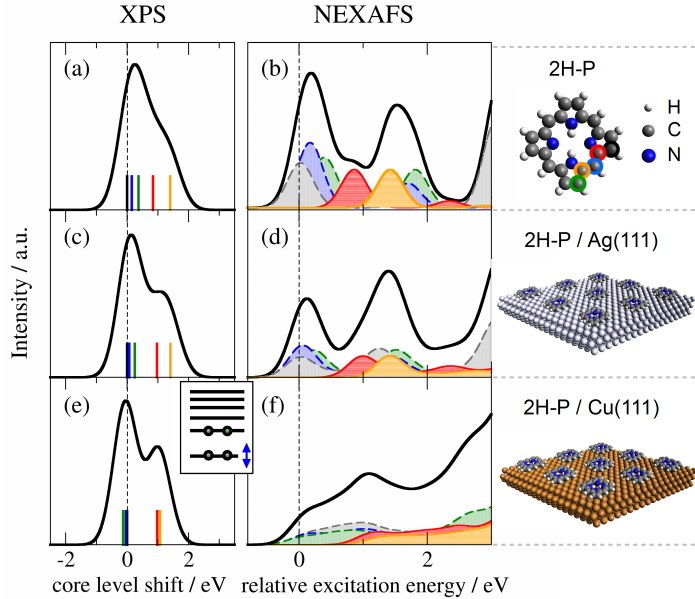 XPS NEXAFS
(a) (b) 2H-P
H
C
N
(c) (d) 2H-P / Ag(111)
Intensity / a.u.
(e) (f) 2H-P / Cu(111)
-2 0 2 0 2
core level shift / eV relative excitation energy / eV